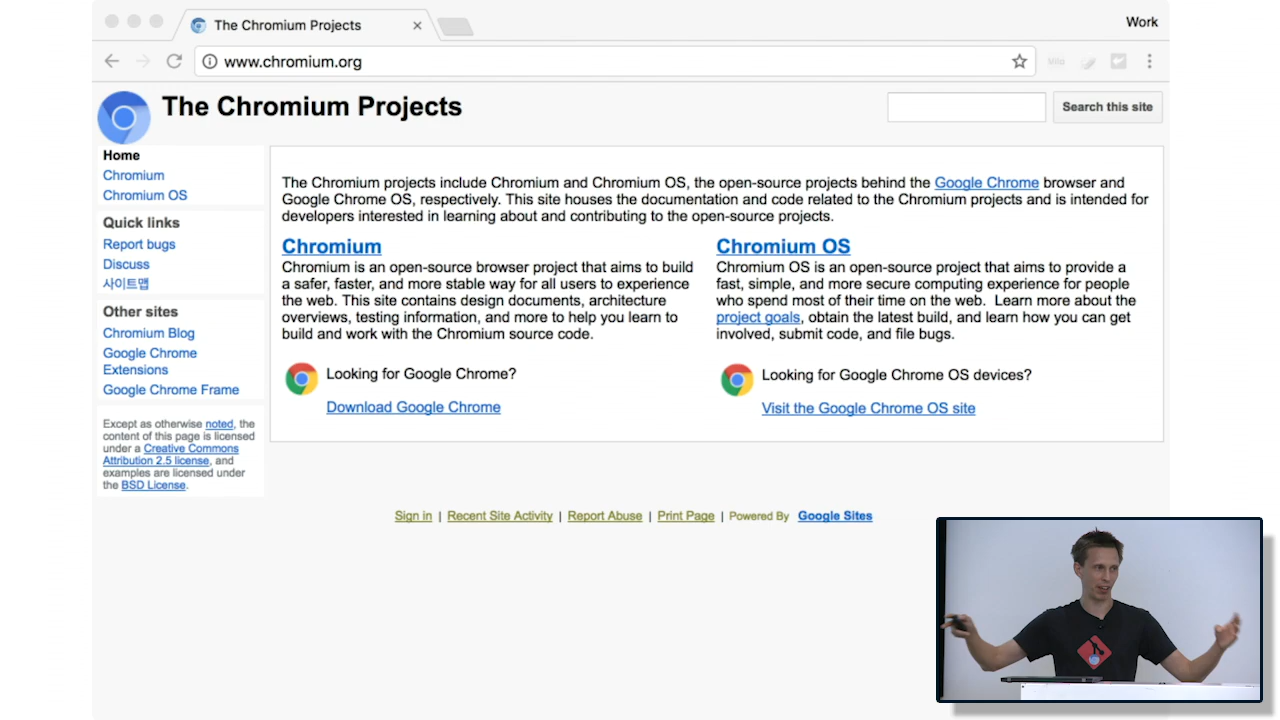 The Chromium Projects
Work
www.chromium.org
Vita
The Chromium Projects
Search this site
Home
Chromium
Chromium OS
Quick links
Report bugs
Discuss
사이트맵
Other sites
Chromium Blog
Google Chrome
Extensions
Google Chrome Frame
Except as otherwise noted, the
content of this page is licensed
under a Creative Commons
Attribution 2.5 license, and
examples are licensed under
the BSD License.
The Chromium projects include Chromium and Chromium OS, the open-source projects behind the Google Chrome browser and
Google Chrome OS, respectively. This site houses the documentation and code related to the Chromium projects and is intended for
developers interested in learning about and contributing to the open-source projects.
Chromium
Chromium is an open-source browser project that aims to build
a safer, faster, and more stable way for all users to experience
the web. This site contains design documents, architecture
overviews, testing information, and more to help you learn to
build and work with the Chromium source code.
Looking for Google Chrome?
Download Google Chrome
Chromium OS
Chromium OS is an open-source project that aims to provide a
fast, simple, and more secure computing experience for people
who spend most of their time on the web. Learn more about the
project goals, obtain the latest build, and learn how you can get
involved, submit code, and file bugs.
Looking for Google Chrome OS devices?
Visit the Google Chrome OS site
Sign in | Recent Site Activity | Report Abuse | Print Page | Powered By Google Sites